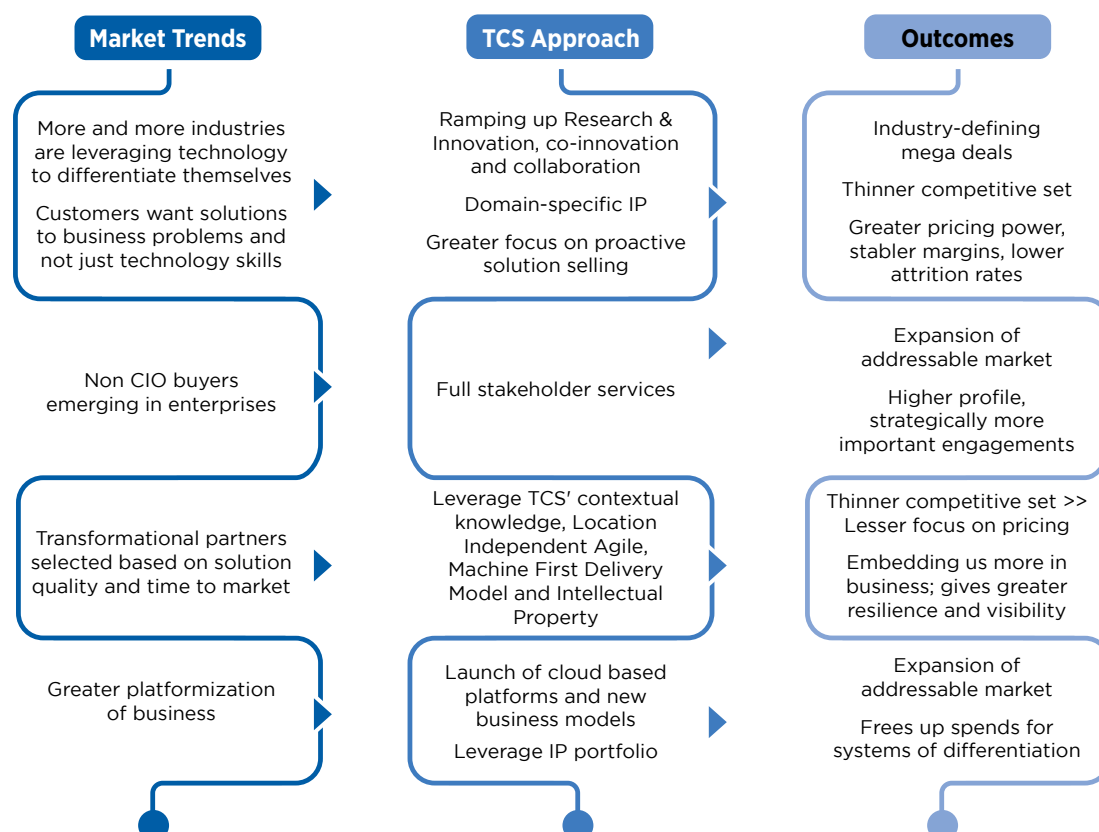 Market Trends
More and more industries
are leveraging technology
to differentiate themselves
Customers want solutions
to business problems and
not just technology skills
Non CIO buyers
emerging in enterprises
Transformational partners
selected based on solution
quality and time to market
Greater platformization
of business
TCS Approach
Ramping up Research &
Innovation, co-innovation
and collaboration
Domain-specific IP
Greater focus on proactive
solution selling
Full stakeholder services
Leverage TCS' contextual
knowledge, Location
Independent Agile,
Machine First Delivery
Model and Intellectual
Property
Launch of cloud based
platforms and new
business models
Leverage IP portfolio
Outcomes
Industry-defining
mega deals
Thinner competitive set
Greater pricing power,
stabler margins, lower
attrition rates
Expansion of
addressable market
Higher profile,
strategically more
important engagements
Thinner competitive set >>
Lesser focus on pricing
Embedding us more in
business; gives greater
resilience and visibility
Expansion of
addressable market
Frees up spends for
systems of differentiation